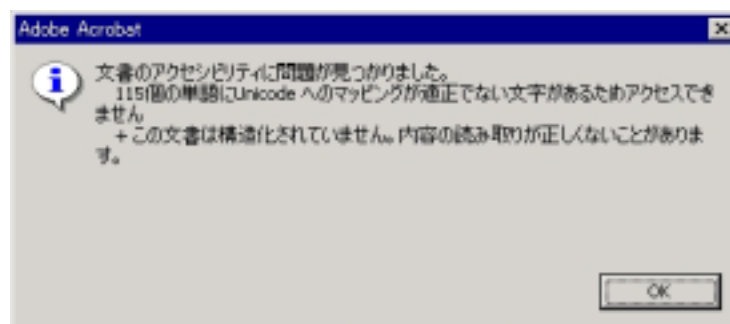 Adobe Acrobat
文書のアクセシビリティに問題が見つかりました。
115個の単語にUnicode へのマッピングが適正でない文字があるためアクセスでき
ません
+ この文書は構造化されていません。内容の読み取りが正しくないことがありま
す。
OK